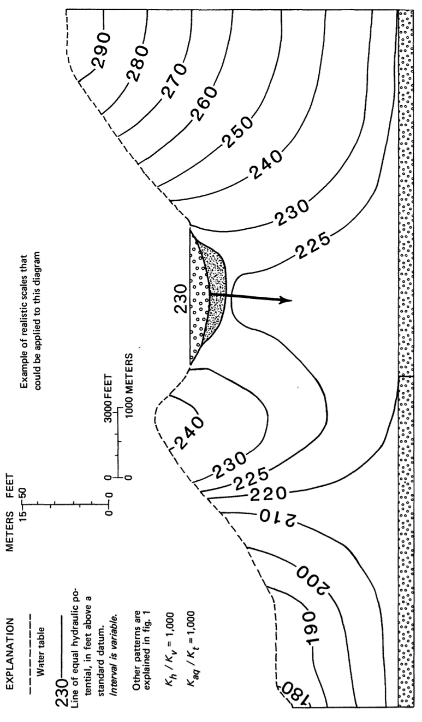 EXPLANATION
Water table
230
Line of equal hydraulic po-
tential, in feet above a
standard datum.
Interval is variable.
Other patterns are
explained in fig. 1
Kh / Kv = 1,000
Kaq / Kt = 1,000
METERS FEET
15 50
0 0
3000 FEET
1000 METERS
0
0
Example of realistic scales that
could be applied to this diagram
180
190
200
210
220
225
230
240
230
225
230
240
250
260
270
280
290